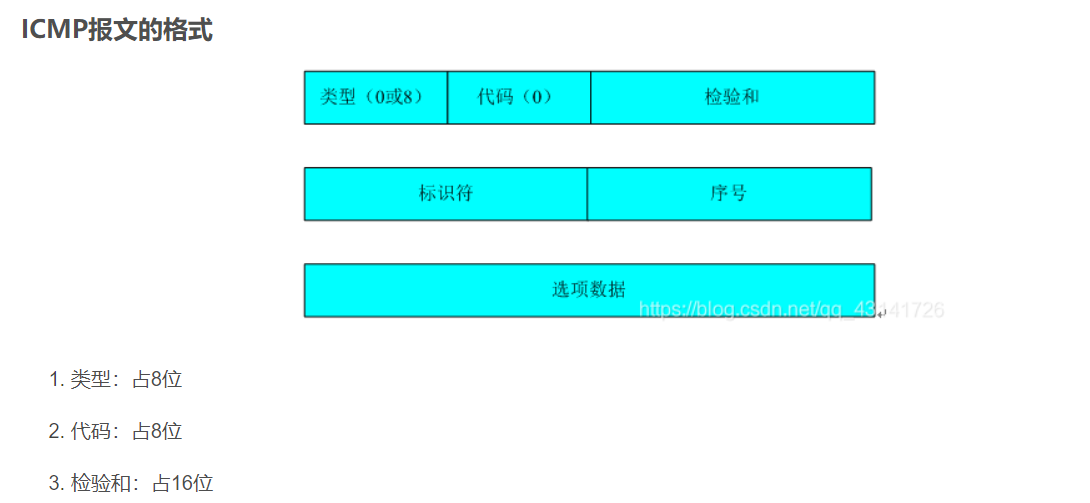 ICMP报文的格式
类型（0或8） 代码（0） 检验和
标识符 序号
选项数据
https://blog.csdn.net/qq_43441726
1. 类型：占8位
2. 代码：占8位
3. 检验和：占16位